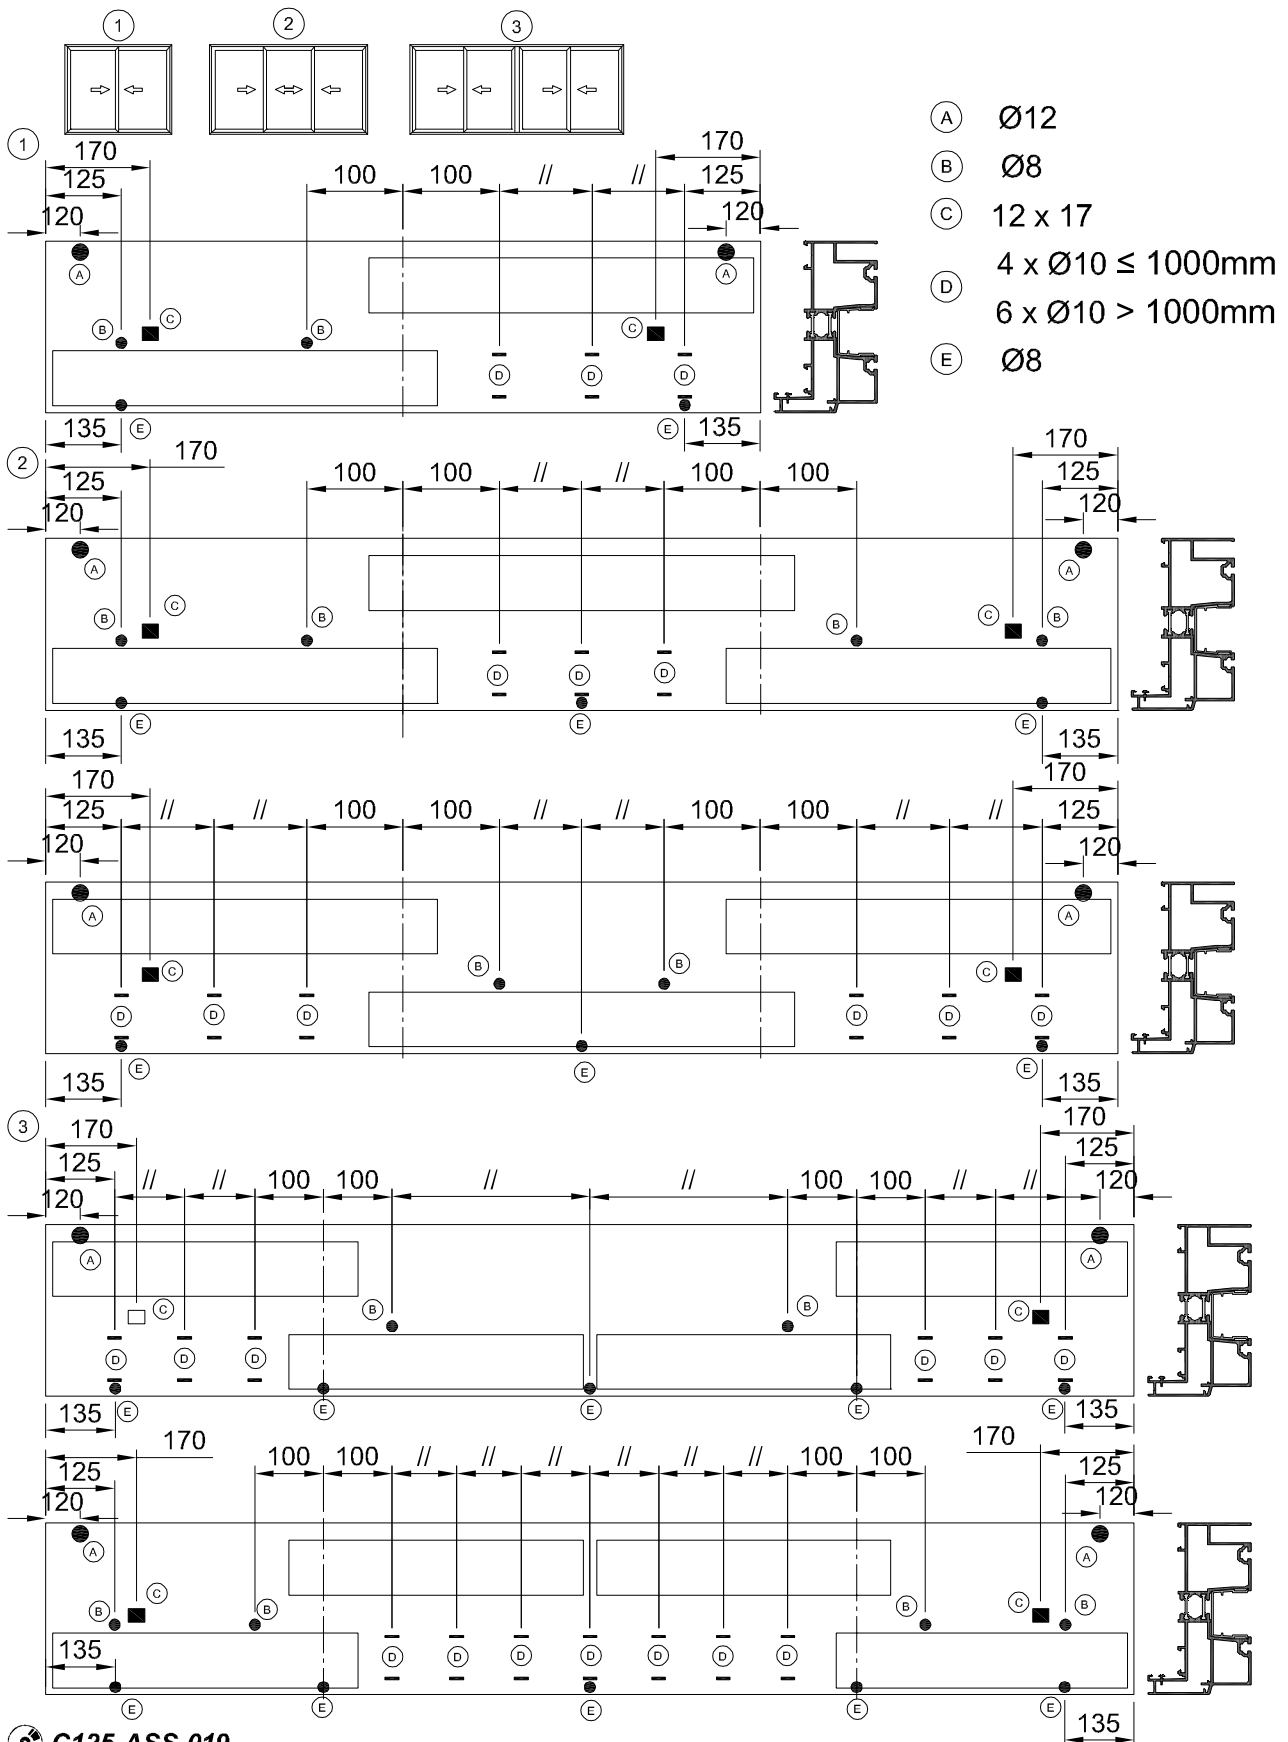 1 2 3
A Ø12
B Ø8
C 12 x 17
D 4 x Ø10 ≤ 1000mm
6 x Ø10 > 1000mm
E Ø8
1
170 170
125 100 100 // // 125
120 120
A A
B C B C
D D D
E E
135 135
2
170 170
125 100 100 // // 100 100 125
120 120
A A
B C B B C B
D D D
E E E
135 135
170 170
125 // // 100 100 // // 100 100 // // 125
120 120
A A
C B B C
D D D D D D
E E E
135 135
3
170 170
125 // // 100 100 // // 100 100 // // 125
120 120
A A
C B B C
D D D D D D
E E E E E
135 135
170 170
125 100 100 // // // // // // 100 100 125
120 120
A A
B C B B C B
D D D D D D D
135
E E E E E
135